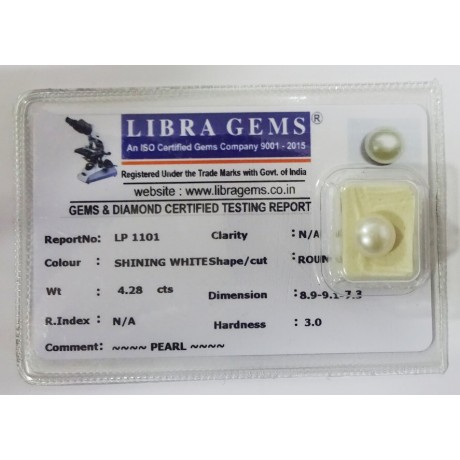 LIBRA GEMS ®
An ISO Certified Gems Company 9001 - 2015
Registered Under the Trade Marks with Govt. of India
website : www.libragems.co.in
GEMS & DIAMOND CERTIFIED TESTING REPORT
ReportNo: LP 1101 Clarity : N/A
Colour : SHINING WHITE Shape/cut : ROUN
Wt : 4.28 cts Dimension : 8.9-9.1-7.3
R.Index : N/A Hardness : 3.0
Comment: ~~~~ PEARL ~~~~